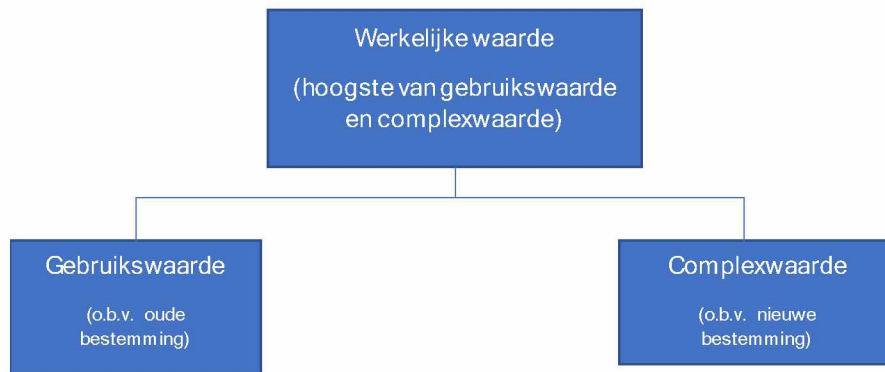 Werkelijke waarde
(hoogste van gebruikswaarde
en complexwaarde)
Gebruikswaarde
(o.b.v. oude
bestemming)
Complexwaarde
(o.b.v. nieuwe
bestemming)